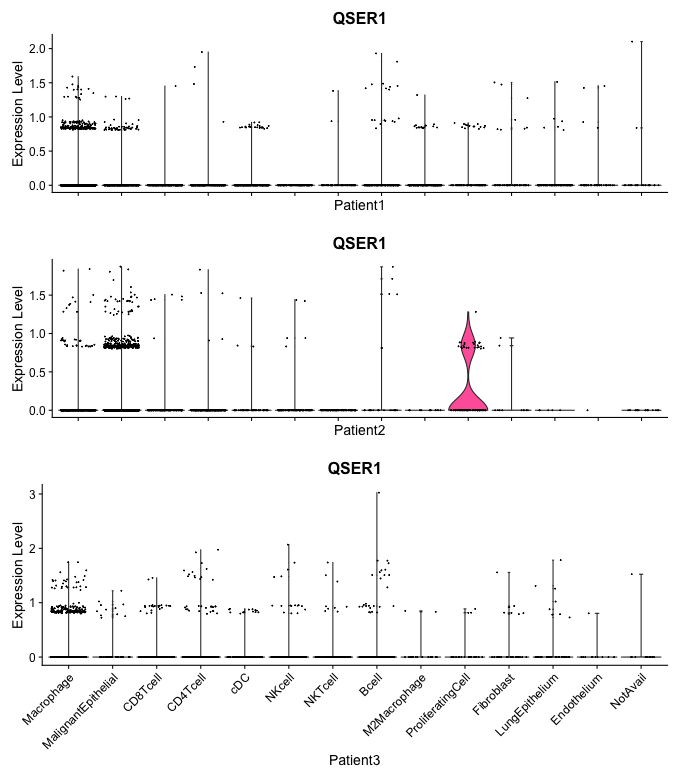 QSER1
Expression Level
2.0
1.5
1.0
0.5
0.0
Patient1
QSER1
Expression Level
1.5
1.0
0.5
0.0
Patient2
QSER1
Expression Level
3
2
1
0
Macrophage
MalignantEpithelial
CD8Tcell
CD4Tcell
cDC
NKcell
NKTcell
Bcell
M2Macrophage
ProliferatingCell
Fibroblast
LungEpithelium
Endothelium
NotAvail
Patient3